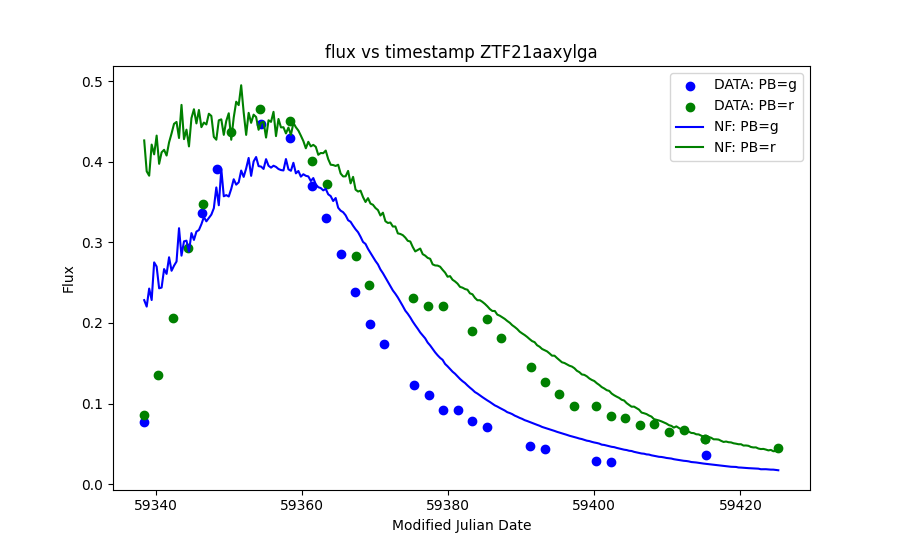 flux vs timestamp ZTF21aaxylga
DATA: PB=g
DATA: PB=r
NF: PB=g
NF: PB=r
Flux
0.5
0.4
0.3
0.2
0.1
0.0
59340 59360 59380 59400 59420
Modified Julian Date